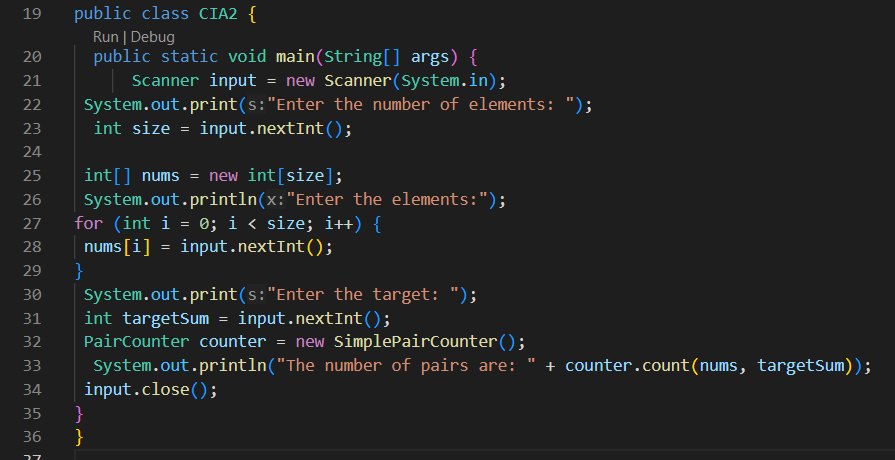 19 public class CIA2 {
Run | Debug
20 public static void main(String[] args) {
21 Scanner input = new Scanner(System.in);
22 System.out.print(s:"Enter the number of elements: ");
23 int size = input.nextInt();
24
25 int[] nums = new int[size];
26 System.out.println(x:"Enter the elements:");
27 for (int i = 0; i < size; i++) {
28 nums[i] = input.nextInt();
29 }
30 System.out.print(s:"Enter the target: ");
31 int targetSum = input.nextInt();
32 PairCounter counter = new SimplePairCounter();
33 System.out.println("The number of pairs are: " + counter.count(nums, targetSum));
34 input.close();
35 }
36 }
37